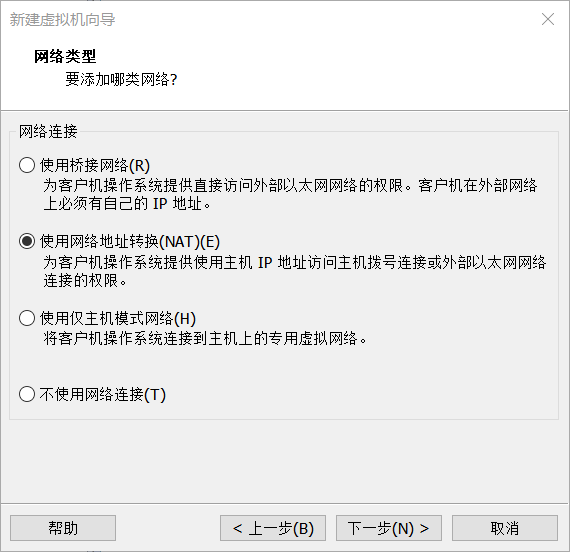 新建虚拟机向导
网络类型
要添加哪类网络?
网络连接
使用桥接网络(R)
为客户机操作系统提供直接访问外部以太网网络的权限。客户机在外部网络
上必须有自己的 IP 地址。
使用网络地址转换(NAT)(E)
为客户机操作系统提供使用主机 IP 地址访问主机拨号连接或外部以太网网络
连接的权限。
使用仅主机模式网络(H)
将客户机操作系统连接到主机上的专用虚拟网络。
不使用网络连接(T)
帮助
< 上一步(B)
下一步(N) >
取消